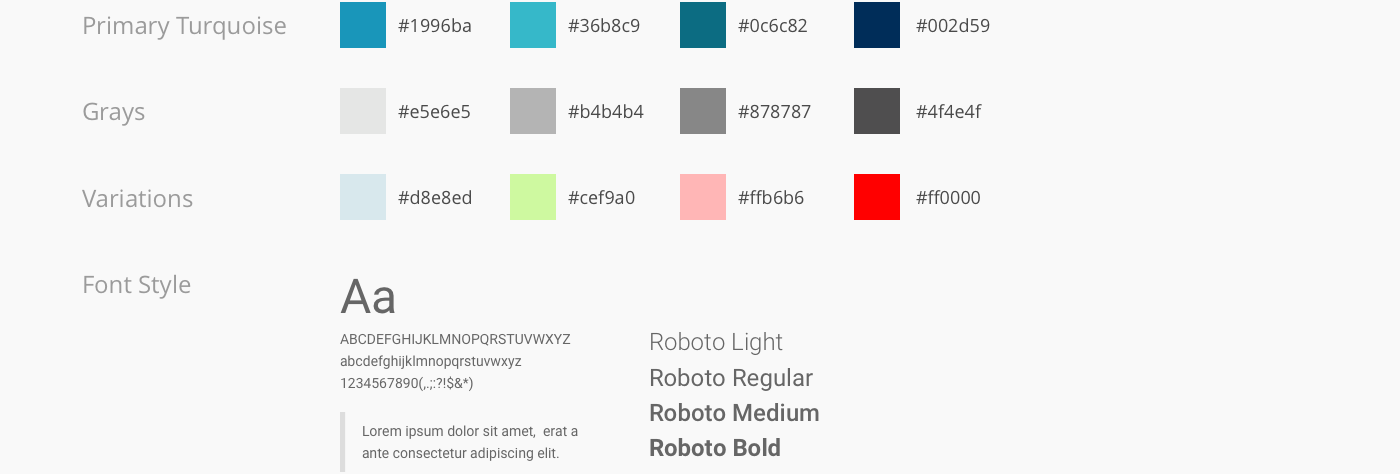 Primary Turquoise #1996ba #36b8c9 #0c6c82 #002d59
Grays #e5e6e5 #b4b4b4 #878787 #4f4e4f
Variations #d8e8ed #cef9a0 #ffb6b6 #ff0000
Font Style
Aa
ABCDEFGHIJKLMNOPQRSTUVWXYZ
abcdefghijklmnopqrstuvwxyz
1234567890(,.;:?!$&*)
Lorem ipsum dolor sit amet,  erat a
ante consectetur adipiscing elit.
Roboto Light
Roboto Regular
Roboto Medium
Roboto Bold